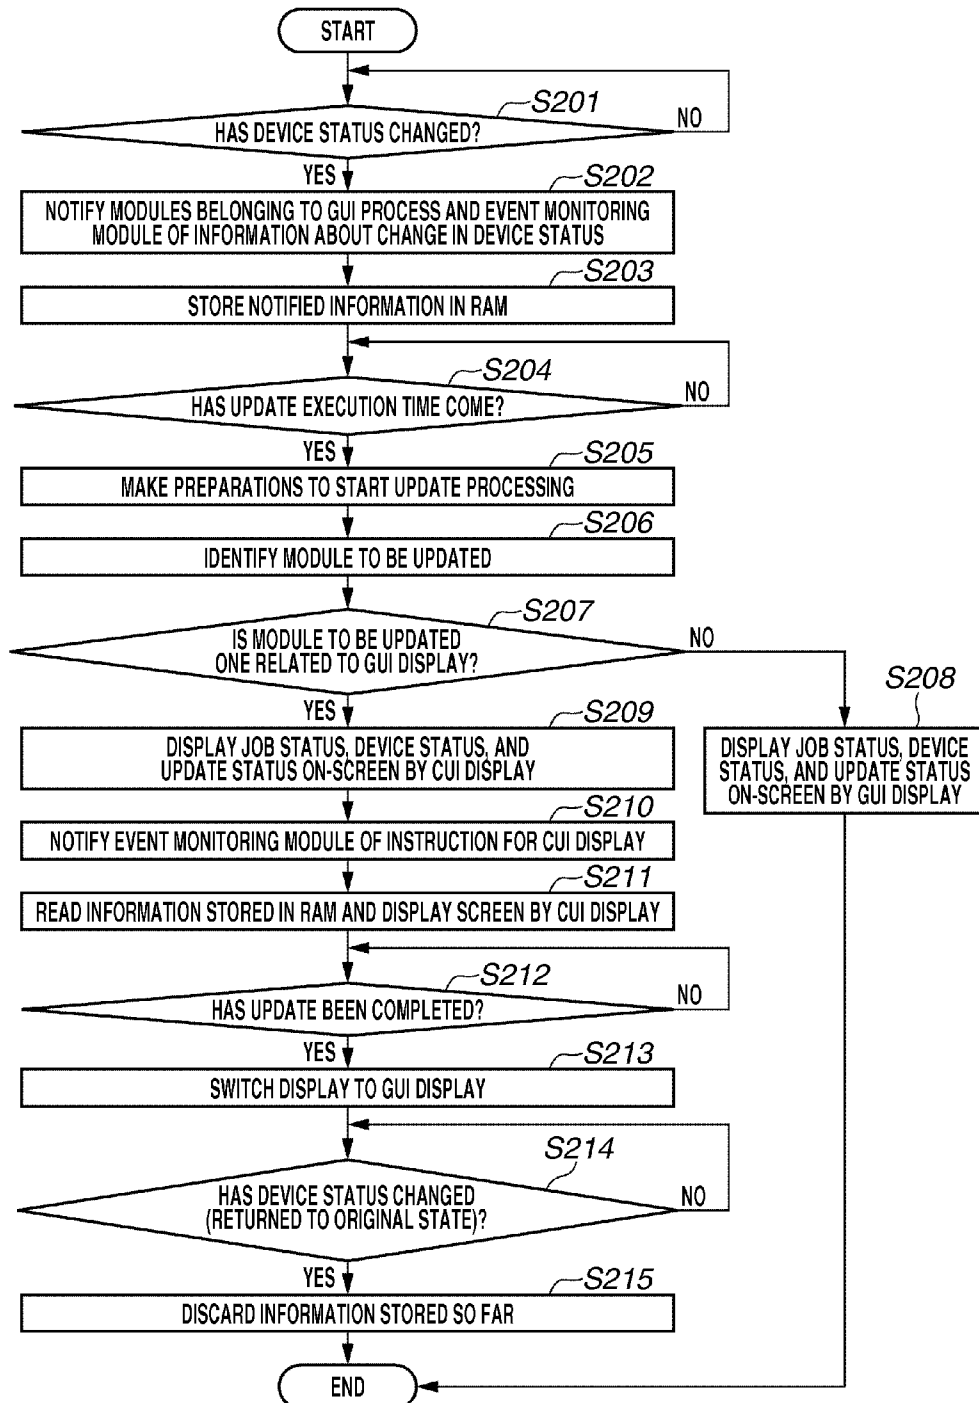 START
S201
HAS DEVICE STATUS CHANGED?
NO
YES
S202
NOTIFY MODULES BELONGING TO GUI PROCESS AND EVENT MONITORING
MODULE OF INFORMATION ABOUT CHANGE IN DEVICE STATUS
S203
STORE NOTIFIED INFORMATION IN RAM
S204
HAS UPDATE EXECUTION TIME COME?
NO
YES
S205
MAKE PREPARATIONS TO START UPDATE PROCESSING
S206
IDENTIFY MODULE TO BE UPDATED
S207
IS MODULE TO BE UPDATED
ONE RELATED TO GUI DISPLAY?
NO
YES
S208
DISPLAY JOB STATUS, DEVICE
STATUS, AND UPDATE STATUS
ON-SCREEN BY GUI DISPLAY
S209
DISPLAY JOB STATUS, DEVICE STATUS, AND
UPDATE STATUS ON-SCREEN BY CUI DISPLAY
S210
NOTIFY EVENT MONITORING MODULE OF INSTRUCTION FOR CUI DISPLAY
S211
READ INFORMATION STORED IN RAM AND DISPLAY SCREEN BY CUI DISPLAY
S212
HAS UPDATE BEEN COMPLETED?
NO
YES
S213
SWITCH DISPLAY TO GUI DISPLAY
S214
HAS DEVICE STATUS CHANGED
(RETURNED TO ORIGINAL STATE)?
NO
YES
S215
DISCARD INFORMATION STORED SO FAR
END